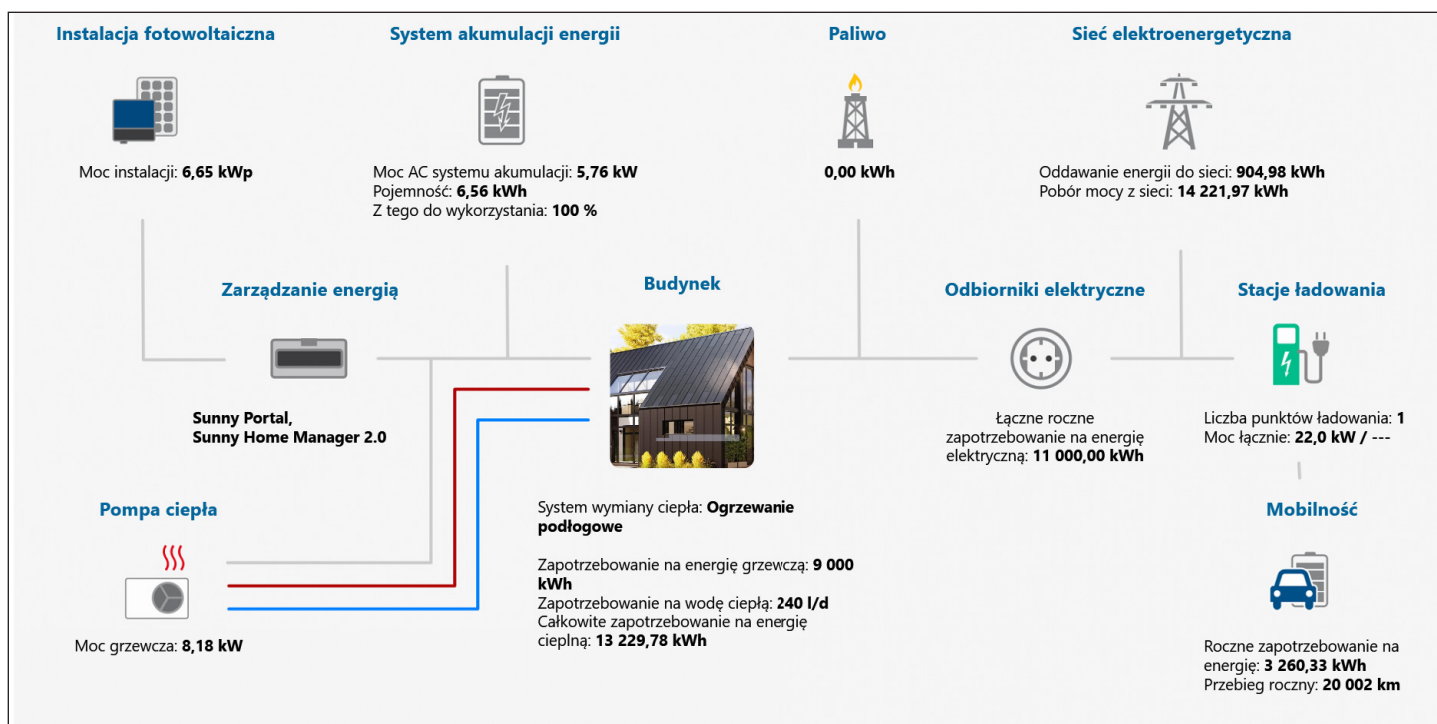 Instalacja fotowoltaiczna
System akumulacji energii
Paliwo
Sieć elektroenergetyczna
Moc instalacji: 6,65 kWp
Moc AC systemu akumulacji: 5,76 kW
Pojemność: 6,56 kWh
Z tego do wykorzystania: 100 %
0,00 kWh
Oddawanie energii do sieci: 904,98 kWh
Pobór mocy z sieci: 14 221,97 kWh
Zarządzanie energią
Budynek
Odbiorniki elektryczne
Stacje ładowania
Sunny Portal,
Sunny Home Manager 2.0
Łączne roczne
zapotrzebowanie na energię
elektryczną: 11 000,00 kWh
Liczba punktów ładowania: 1
Moc łącznie: 22,0 kW / ---
Pompa ciepła
Moc grzewcza: 8,18 kW
System wymiany ciepła: Ogrzewanie
podłogowe
Zapotrzebowanie na energię grzewczą: 9 000
kWh
Zapotrzebowanie na wodę ciepłą: 240 l/d
Całkowite zapotrzebowanie na energię
cieplną: 13 229,78 kWh
Mobilność
Roczne zapotrzebowanie na
energię: 3 260,33 kWh
Przebieg roczny: 20 002 km